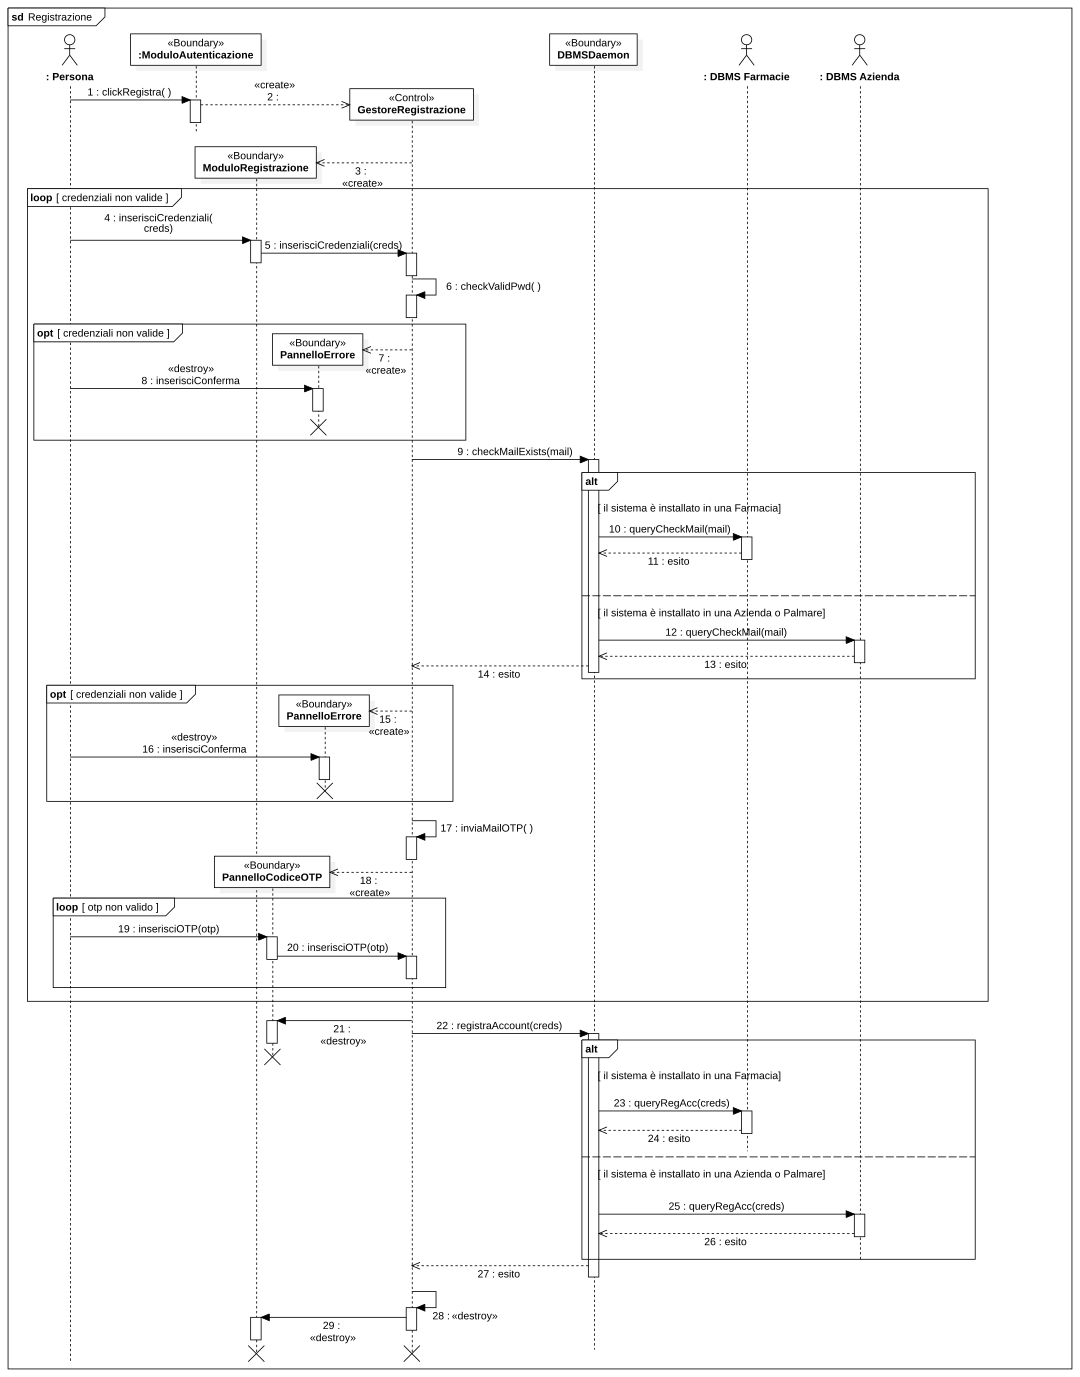 sd Registrazione
: Persona
«Boundary»
:ModuloAutenticazione
«Boundary»
DBMSDaemon
: DBMS Farmacie
: DBMS Azienda
1 : clickRegistra( )
«create»
2 :
«Control»
GestoreRegistrazione
«Boundary»
ModuloRegistrazione
3 :
«create»
loop [ credenziali non valide ]
4 : inserisciCredenziali(
creds)
5 : inserisciCredenziali(creds)
6 : checkValidPwd( )
opt [ credenziali non valide ]
«Boundary»
PannelloErrore
7 :
«create»
«destroy»
8 : inserisciConferma
9 : checkMailExists(mail)
alt
[ il sistema è installato in una Farmacia]
10 : queryCheckMail(mail)
11 : esito
[ il sistema è installato in una Azienda o Palmare]
12 : queryCheckMail(mail)
13 : esito
14 : esito
opt [ credenziali non valide ]
«Boundary»
PannelloErrore
15 :
«create»
«destroy»
16 : inserisciConferma
17 : inviaMailOTP( )
«Boundary»
PannelloCodiceOTP
18 :
«create»
loop [ otp non valido ]
19 : inserisciOTP(otp)
20 : inserisciOTP(otp)
21 :
«destroy»
22 : registraAccount(creds)
alt
[ il sistema è installato in una Farmacia]
23 : queryRegAcc(creds)
24 : esito
[ il sistema è installato in una Azienda o Palmare]
25 : queryRegAcc(creds)
26 : esito
27 : esito
28 : «destroy»
29 :
«destroy»